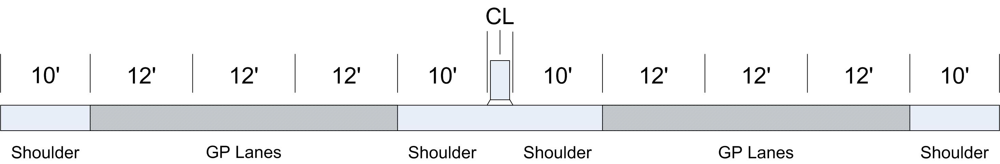 CL
10' 12' 12' 12' 10' 10' 12' 12' 12' 10'
Shoulder GP Lanes Shoulder Shoulder GP Lanes Shoulder